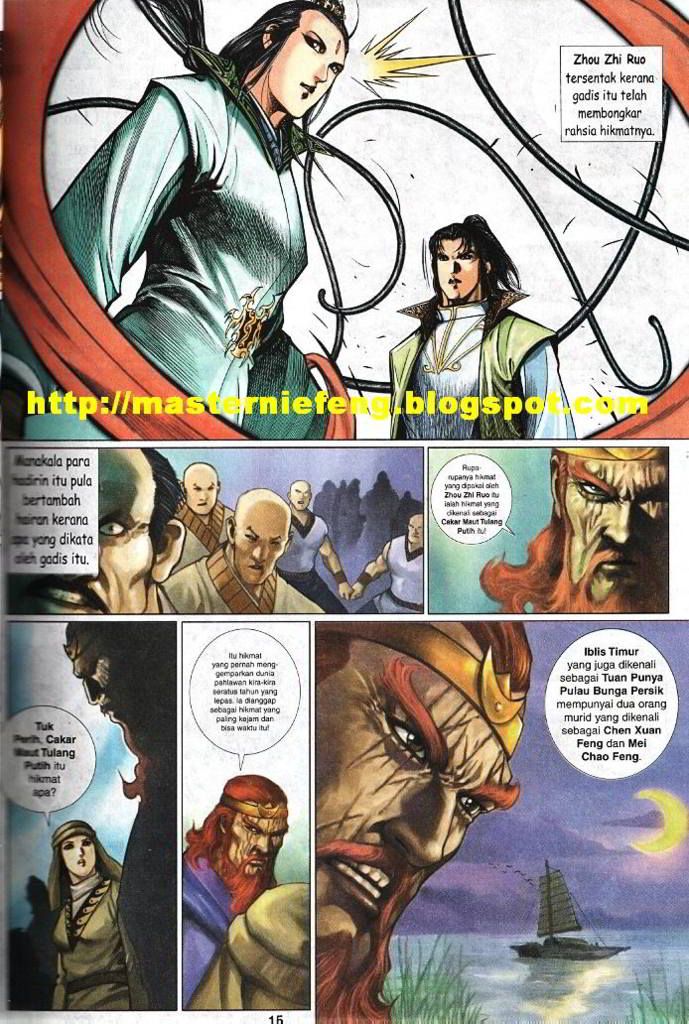 Zhou Zhi Ruo
tersentak kerana
gadis itu telah
membongkar
rahsia hikmatnya.
http://masterniefeng.blogspot.com
Manakala para
hadirin itu pula
bertambah
hairan kerana
apa yang dikata
oleh gadis itu.
Rupa-
rupanya hikmat
yang dipakai oleh
Zhou Zhi Ruo itu
ialah hikmat yang
dikenali sebagai
Cakar Maut Tulang
Putih itu!
Tuk
Perih, Cakar
Maut Tulang
Putih itu
hikmat
apa?
Itu hikmat
yang pernah meng-
gemparkan dunia
pahlawan kira-kira
seratus tahun yang
lepas. Ia dianggap
sebagai hikmat yang
paling kejam dan
bisa waktu itu!
Iblis Timur
yang juga dikenali
sebagai Tuan Punya
Pulau Bunga Persik
mempunyai dua orang
murid yang dikenali
sebagai Chen Xuan
Feng dan Mei
Chao Feng.
15